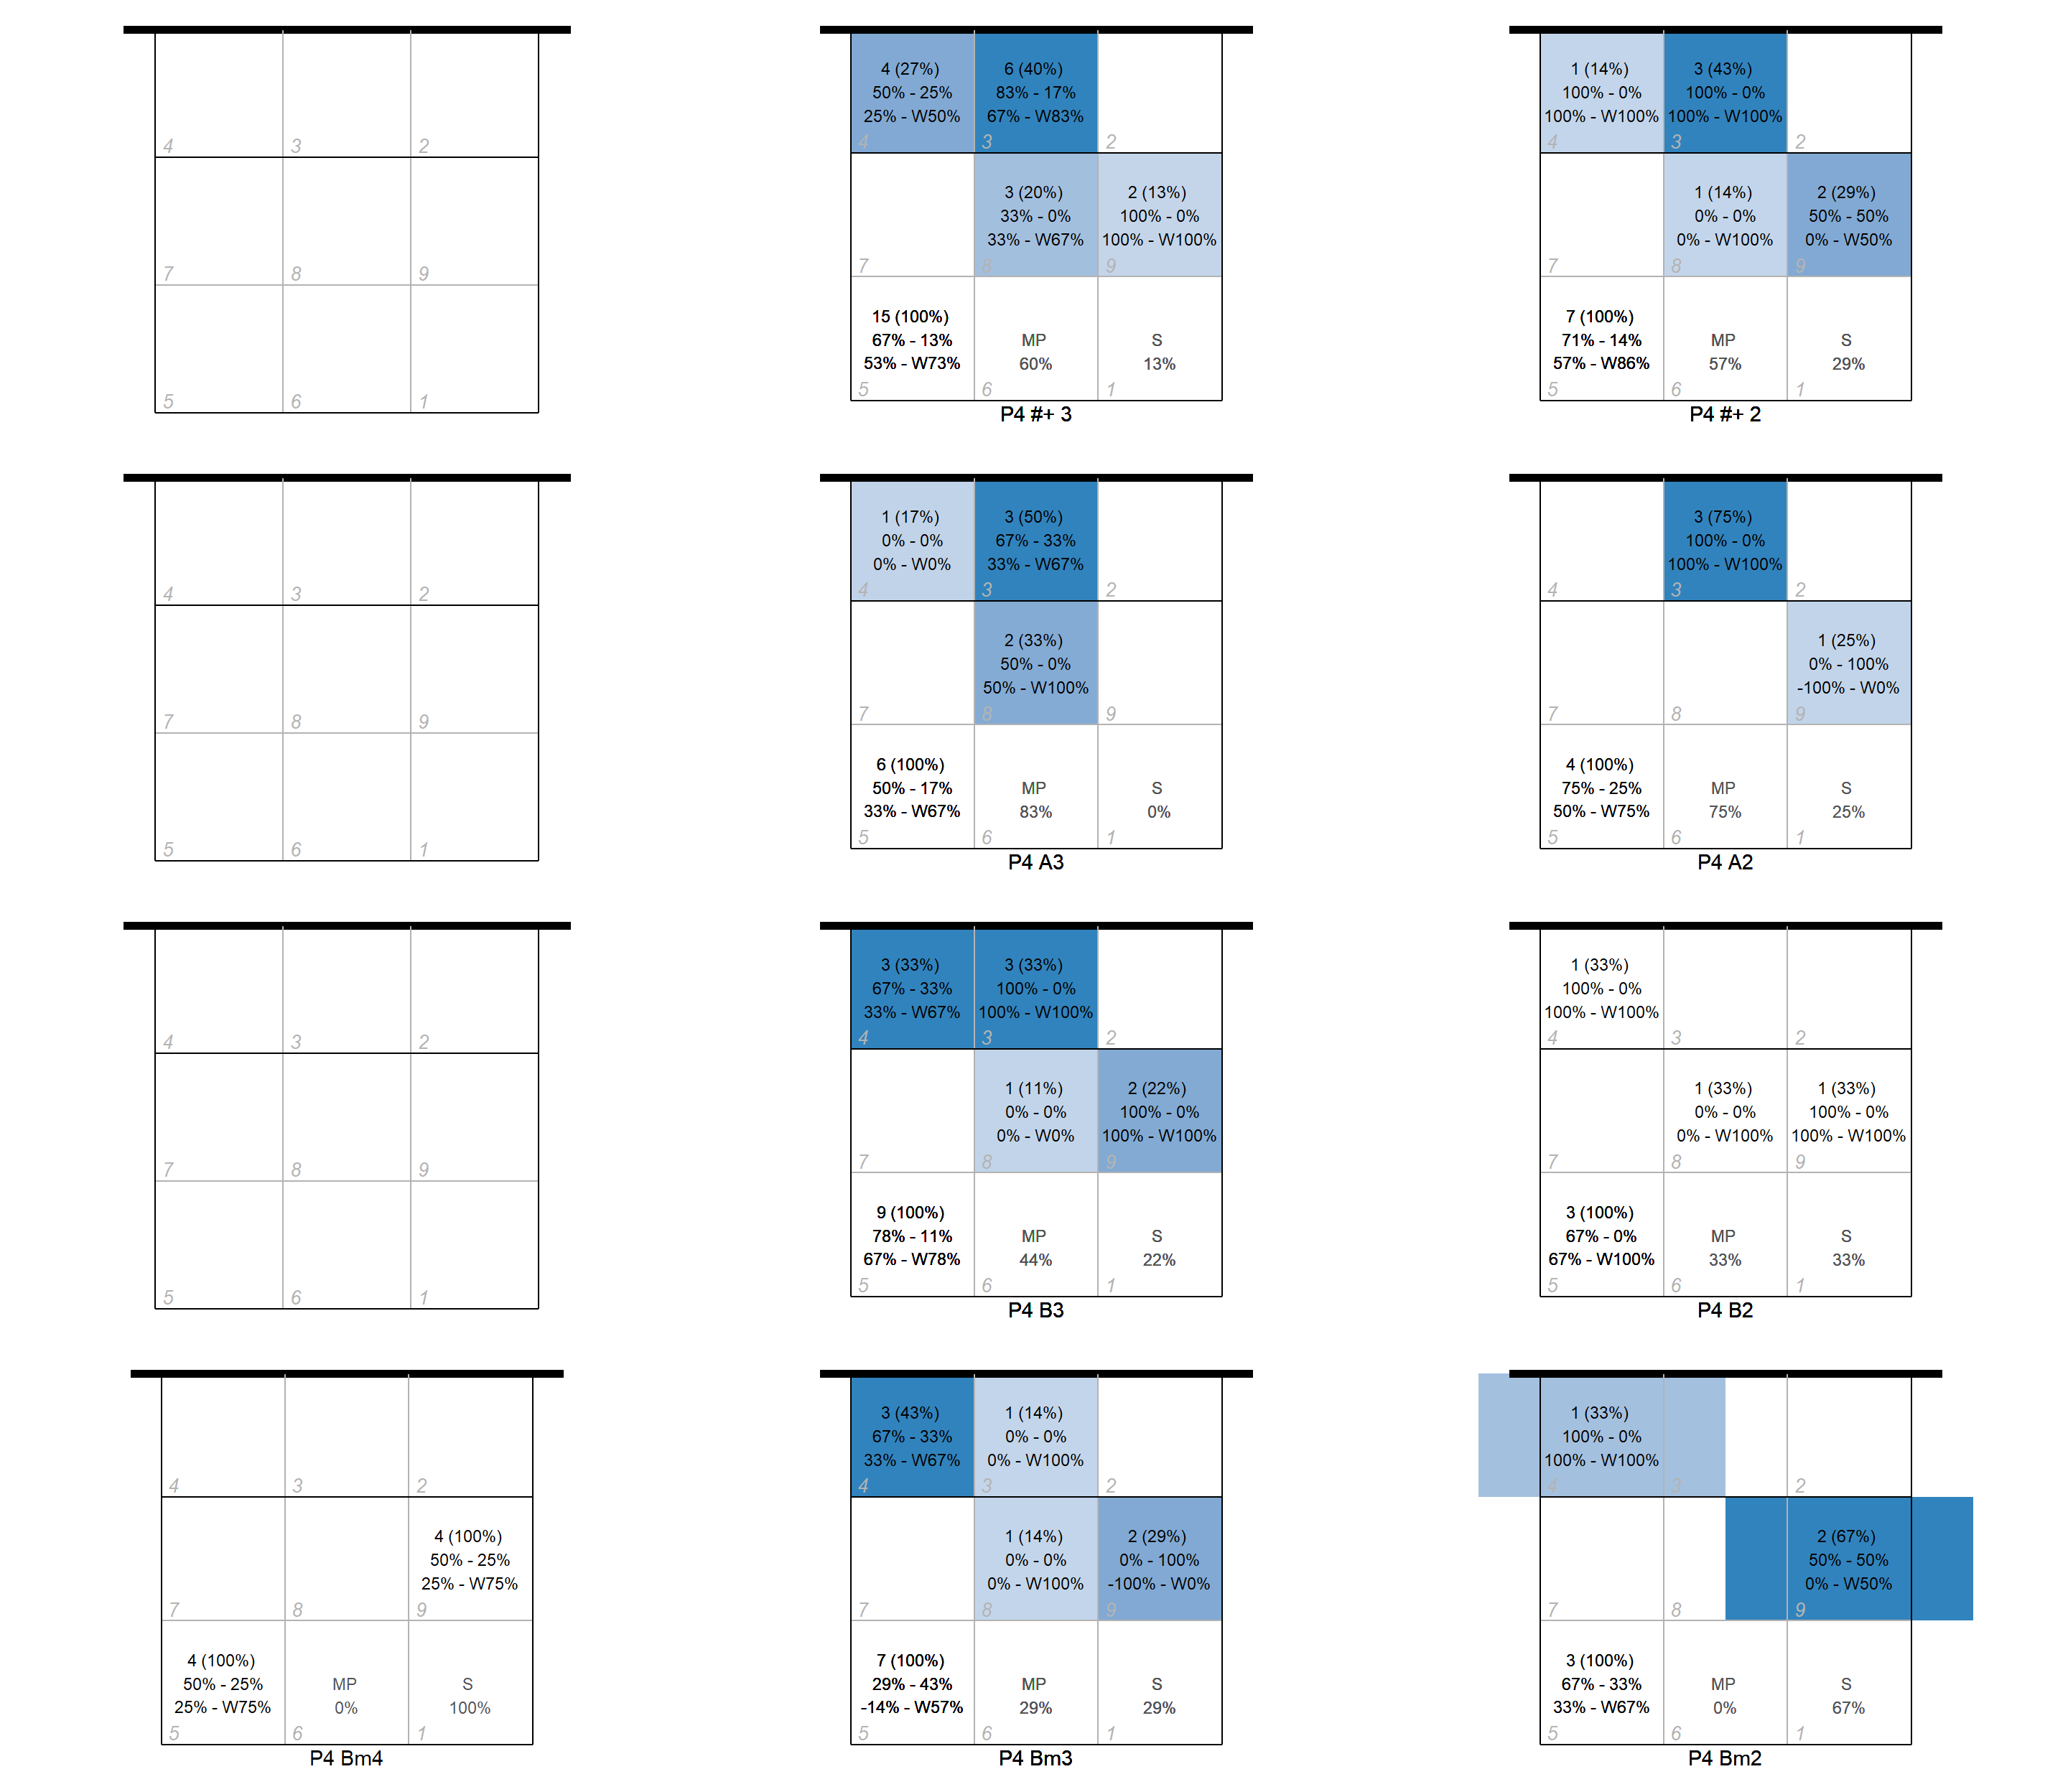 4 3 2
7 8 9
5 6 1
4 (27%)
50% - 25%
25% - W50%
4
6 (40%)
83% - 17%
67% - W83%
3
2
7
3 (20%)
33% - 0%
33% - W67%
8
2 (13%)
100% - 0%
100% - W100%
9
15 (100%)
67% - 13%
53% - W73%
5
MP
60%
6
S
13%
1
P4 #+ 3
1 (14%)
100% - 0%
100% - W100%
4
3 (43%)
100% - 0%
100% - W100%
3
2
7
1 (14%)
0% - 0%
0% - W100%
8
2 (29%)
50% - 50%
0% - W50%
9
7 (100%)
71% - 14%
57% - W86%
5
MP
57%
6
S
29%
1
P4 #+ 2
4 3 2
7 8 9
5 6 1
1 (17%)
0% - 0%
0% - W0%
4
3 (50%)
67% - 33%
33% - W67%
3
2
7
2 (33%)
50% - 0%
50% - W100%
8
9
6 (100%)
50% - 17%
33% - W67%
5
MP
83%
6
S
0%
1
P4 A3
4
3 (75%)
100% - 0%
100% - W100%
3
2
7
8
1 (25%)
0% - 100%
-100% - W0%
9
4 (100%)
75% - 25%
50% - W75%
5
MP
75%
6
S
25%
1
P4 A2
4 3 2
7 8 9
5 6 1
3 (33%)
67% - 33%
33% - W67%
4
3 (33%)
100% - 0%
100% - W100%
3
2
7
1 (11%)
0% - 0%
0% - W0%
8
2 (22%)
100% - 0%
100% - W100%
9
9 (100%)
78% - 11%
67% - W78%
5
MP
44%
6
S
22%
1
P4 B3
1 (33%)
100% - 0%
100% - W100%
4
3
2
7
1 (33%)
0% - 0%
0% - W100%
8
1 (33%)
100% - 0%
100% - W100%
9
3 (100%)
67% - 0%
67% - W100%
5
MP
33%
6
S
33%
1
P4 B2
4
3
2
7
8
4 (100%)
50% - 25%
25% - W75%
9
4 (100%)
50% - 25%
25% - W75%
5
MP
0%
6
S
100%
1
P4 Bm4
3 (43%)
67% - 33%
33% - W67%
4
1 (14%)
0% - 0%
0% - W100%
3
2
7
1 (14%)
0% - 0%
0% - W100%
8
2 (29%)
0% - 100%
-100% - W0%
9
7 (100%)
29% - 43%
-14% - W57%
5
MP
29%
6
S
29%
1
P4 Bm3
1 (33%)
100% - 0%
100% - W100%
4
3
2
7
8
2 (67%)
50% - 50%
0% - W50%
9
3 (100%)
67% - 33%
33% - W67%
5
MP
0%
6
S
67%
1
P4 Bm2